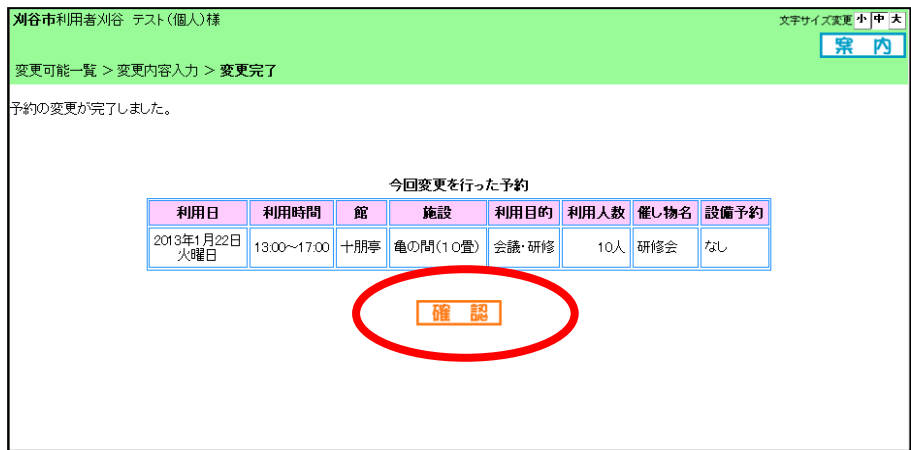 刈谷市利用者刈谷 テスト(個人)様
文字サイズ変更 小 中 大
案 内
変更可能一覧 > 変更内容入力 > 変更完了
予約の変更が完了しました。
今回変更を行った予約
利用日 利用時間 館 施設 利用目的 利用人数 催し物名 設備予約
2013年1月22日 火曜日 13:00～17:00 十朋亭 亀の間(10畳) 会議・研修 10人 研修会 なし
確 認